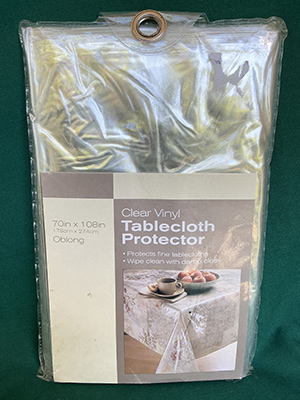 70in x 108in
(178cm x 274cm)
Oblong
Clear Vinyl
Tablecloth
Protector
• Protects fine tablecloths
• Wipe clean with damp cloth